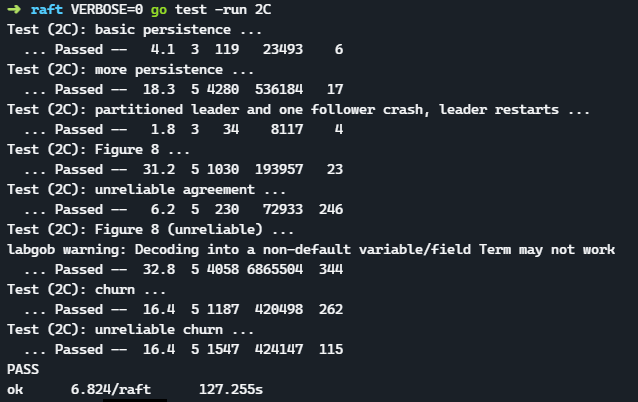 ➜ raft VERBOSE=0 go test -run 2C
Test (2C): basic persistence ...
  ... Passed --   4.1  3  119   23493    6
Test (2C): more persistence ...
  ... Passed --  18.3  5 4280  536184   17
Test (2C): partitioned leader and one follower crash, leader restarts ...
  ... Passed --   1.8  3   34    8117    4
Test (2C): Figure 8 ...
  ... Passed --  31.2  5 1030  193957   23
Test (2C): unreliable agreement ...
  ... Passed --   6.2  5  230   72933  246
Test (2C): Figure 8 (unreliable) ...
labgob warning: Decoding into a non-default variable/field Term may not work
  ... Passed --  32.8  5 4058 6865504  344
Test (2C): churn ...
  ... Passed --  16.4  5 1187  420498  262
Test (2C): unreliable churn ...
  ... Passed --  16.4  5 1547  424147  115
PASS
ok      6.824/raft      127.255s